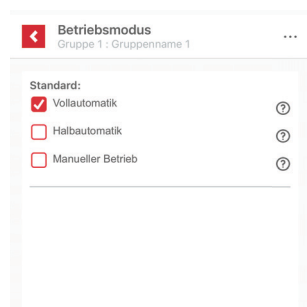 Betriebsmodus
Gruppe 1 : Gruppenname 1
Standard:
Vollautomatik
Halbautomatik
Manueller Betrieb